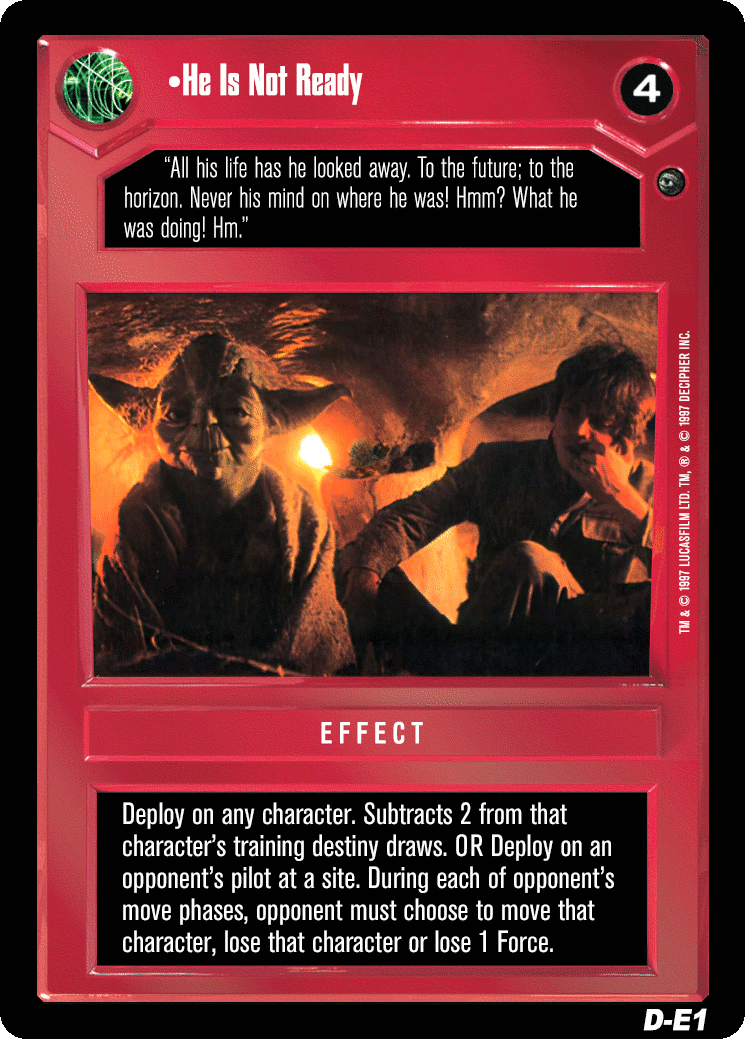 •He Is Not Ready
4
“All his life has he looked away. To the future; to the
horizon. Never his mind on where he was! Hmm? What he
was doing! Hm.”
TM & © 1997 LUCASFILM LTD. TM, ® & © 1997 DECIPHER INC.
EFFECT
Deploy on any character. Subtracts 2 from that
character’s training destiny draws. OR Deploy on an
opponent’s pilot at a site. During each of opponent’s
move phases, opponent must choose to move that
character, lose that character or lose 1 Force.
D-E1